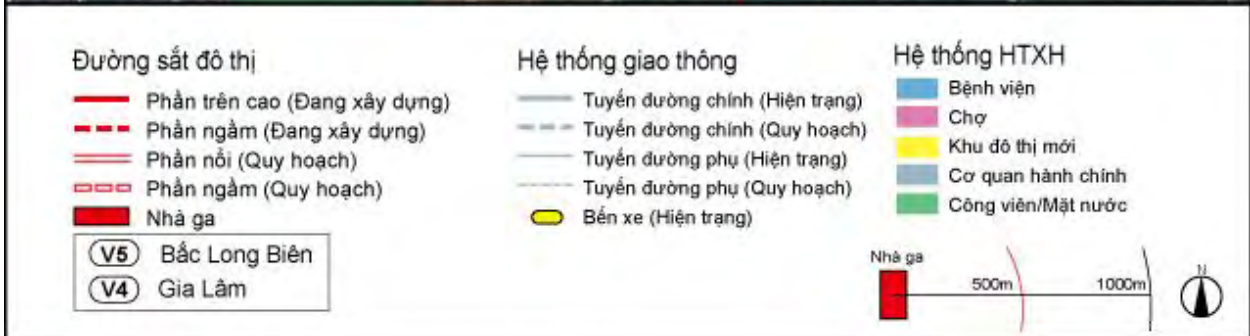 Đường sắt đô thị
Phần trên cao (Đang xây dựng)
Phần ngầm (Đang xây dựng)
Phần nổi (Quy hoạch)
Phần ngầm (Quy hoạch)
Nhà ga
V5 Bắc Long Biên
V4 Gia Lâm
Hệ thống giao thông
Tuyến đường chính (Hiện trạng)
Tuyến đường chính (Quy hoạch)
Tuyến đường phụ (Hiện trạng)
Tuyến đường phụ (Quy hoạch)
Bến xe (Hiện trạng)
Hệ thống HTXH
Bệnh viện
Chợ
Khu đô thị mới
Cơ quan hành chính
Công viên/Mặt nước
Nhà ga
500m
1000m
N